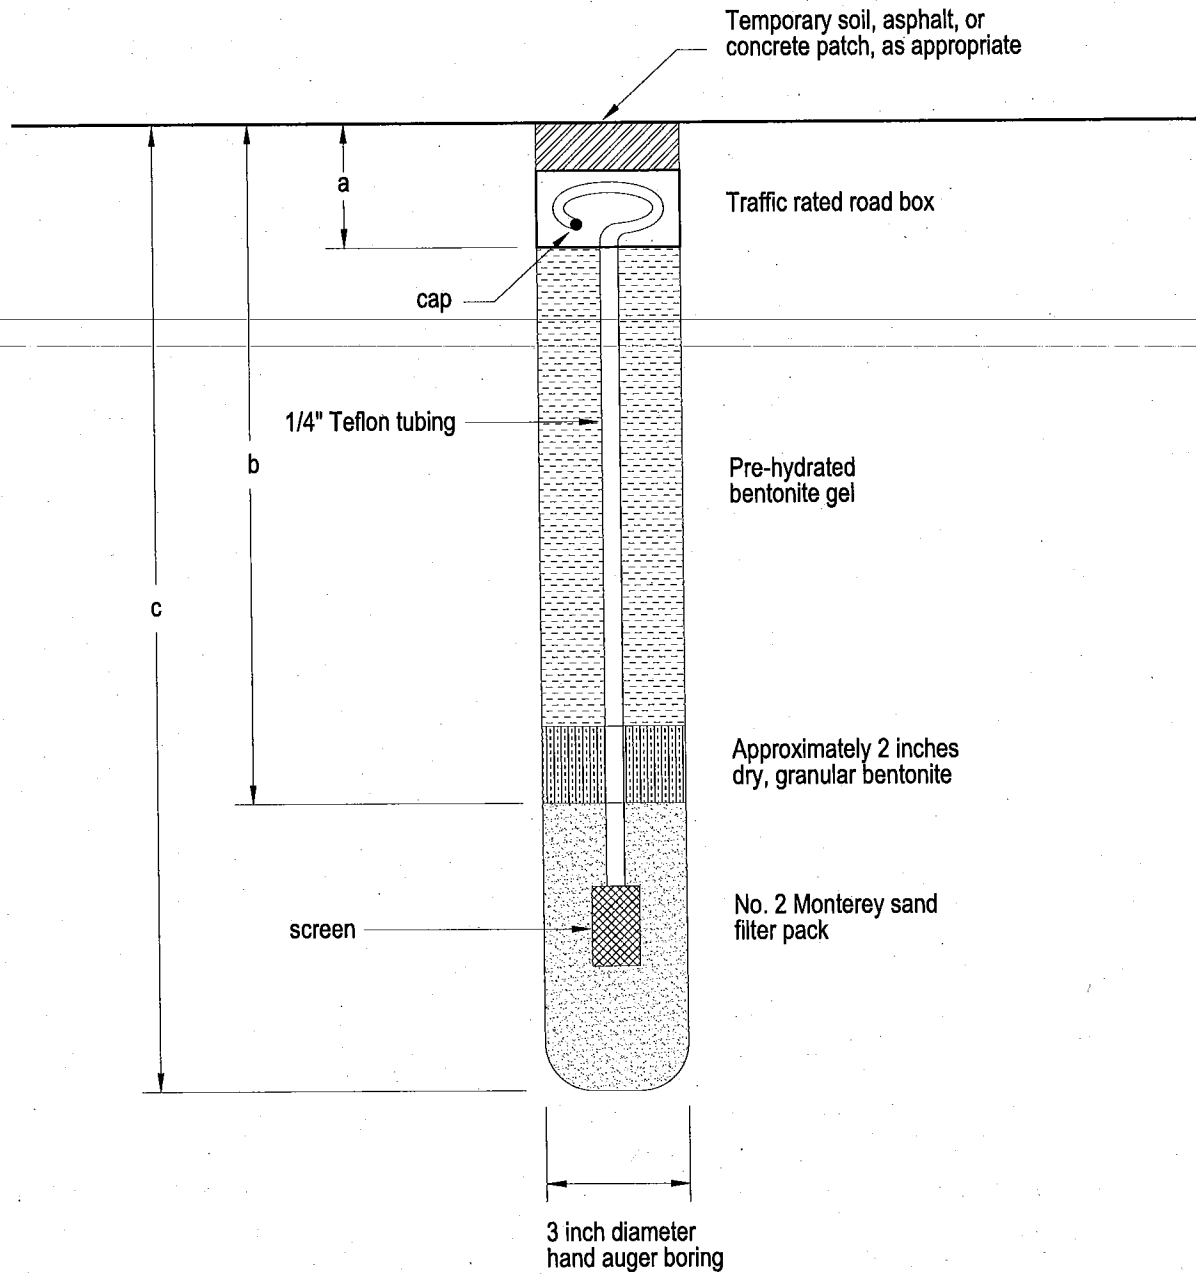 Temporary soil, asphalt, or
concrete patch, as appropriate
a
Traffic rated road box
cap
1/4" Teflon tubing
b
Pre-hydrated
bentonite gel
c
Approximately 2 inches
dry, granular bentonite
No. 2 Monterey sand
filter pack
screen
3 inch diameter
hand auger boring